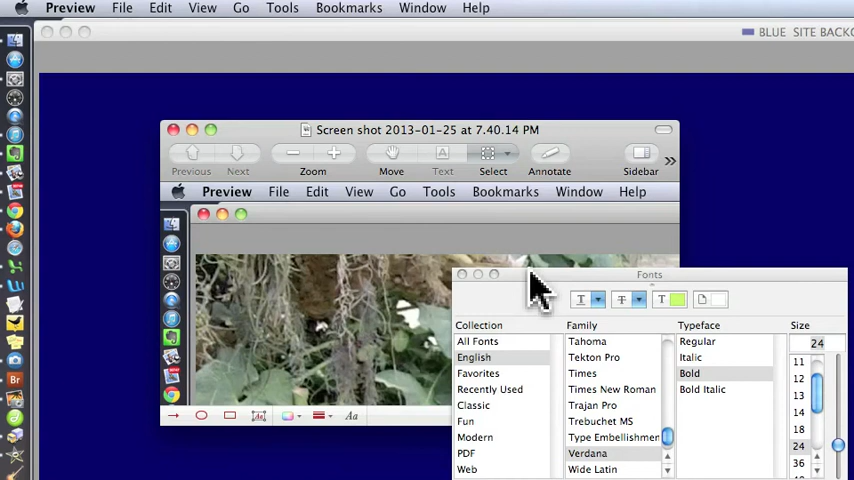 Preview File Edit View Go Tools Bookmarks Window Help
BLUE SITE BACKG
Screen shot 2013-01-25 at 7.40.14 PM
Previous Next Zoom Move Text Select Annotate Sidebar
Preview File Edit View Go Tools Bookmarks Window Help
Fonts
Collection Family Typeface Size
All Fonts Tahoma Regular 24
English Tekton Pro Italic 11
Favorites Times Bold 12
Recently Used Times New Roman Bold Italic 13
Classic Trajan Pro 14
Fun Trebuchet MS 18
Modern Type Embellishmen 24
PDF Verdana 36
Web Wide Latin 48
Aa